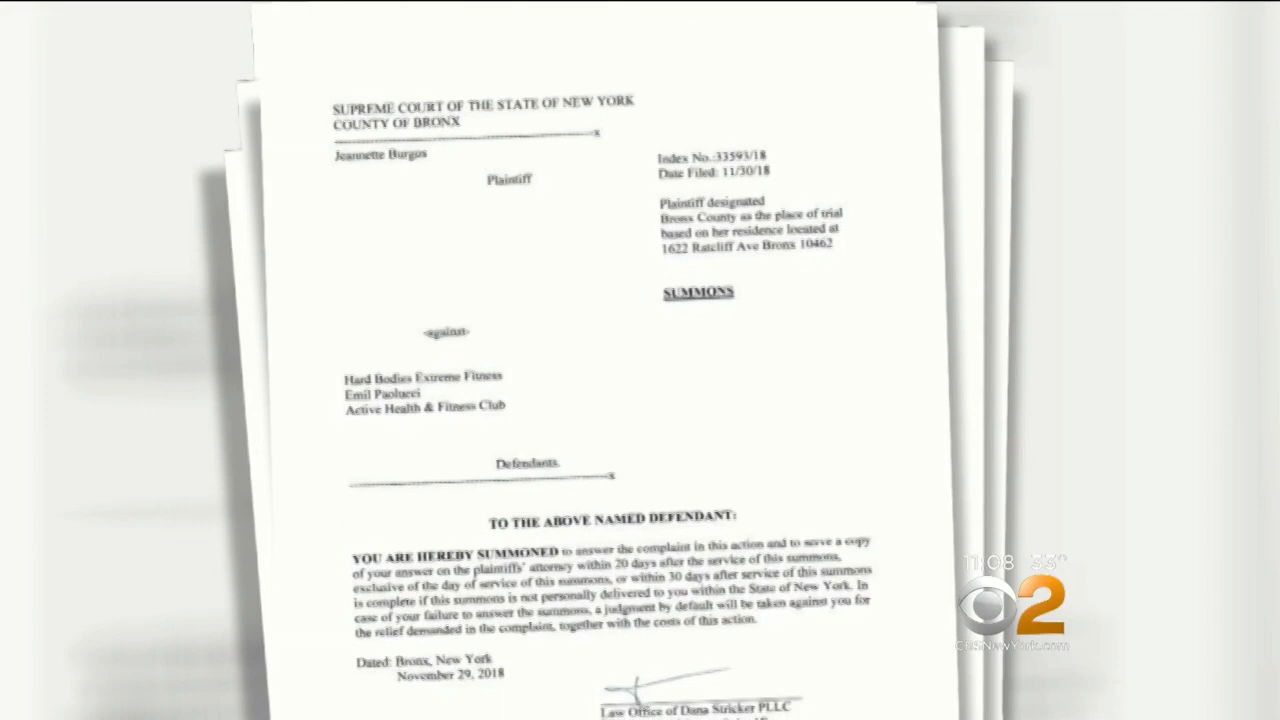 SUPREME COURT OF THE STATE OF NEW YORK
COUNTY OF BRONX
Jeannette Burgos
Plaintiff
Index No.:33593/18
Date Filed: 11/30/18
Plaintiff designated
Bronx County as the place of trial
based on her residence located at
1622 Ratcliff Ave Bronx 10462
SUMMONS
-against-
Hard Bodies Extreme Fitness
Emil Paolucci
Active Health & Fitness Club
Defendants.
TO THE ABOVE NAMED DEFENDANT:
YOU ARE HEREBY SUMMONED to answer the complaint in this action and to serve a copy
of your answer on the plaintiffs' attorney within 20 days after the service of this summons,
exclusive of the day of service of this summons, or within 30 days after service of this summons
is complete if this summons is not personally delivered to you within the State of New York. In
case of your failure to answer the summons, a judgment by default will be taken against you for
the relief demanded in the complaint, together with the costs of this action.
Dated: Bronx, New York
November 29, 2018
Law Office of Dana Stricker PLLC
11:08
2
CBSNewYork.com